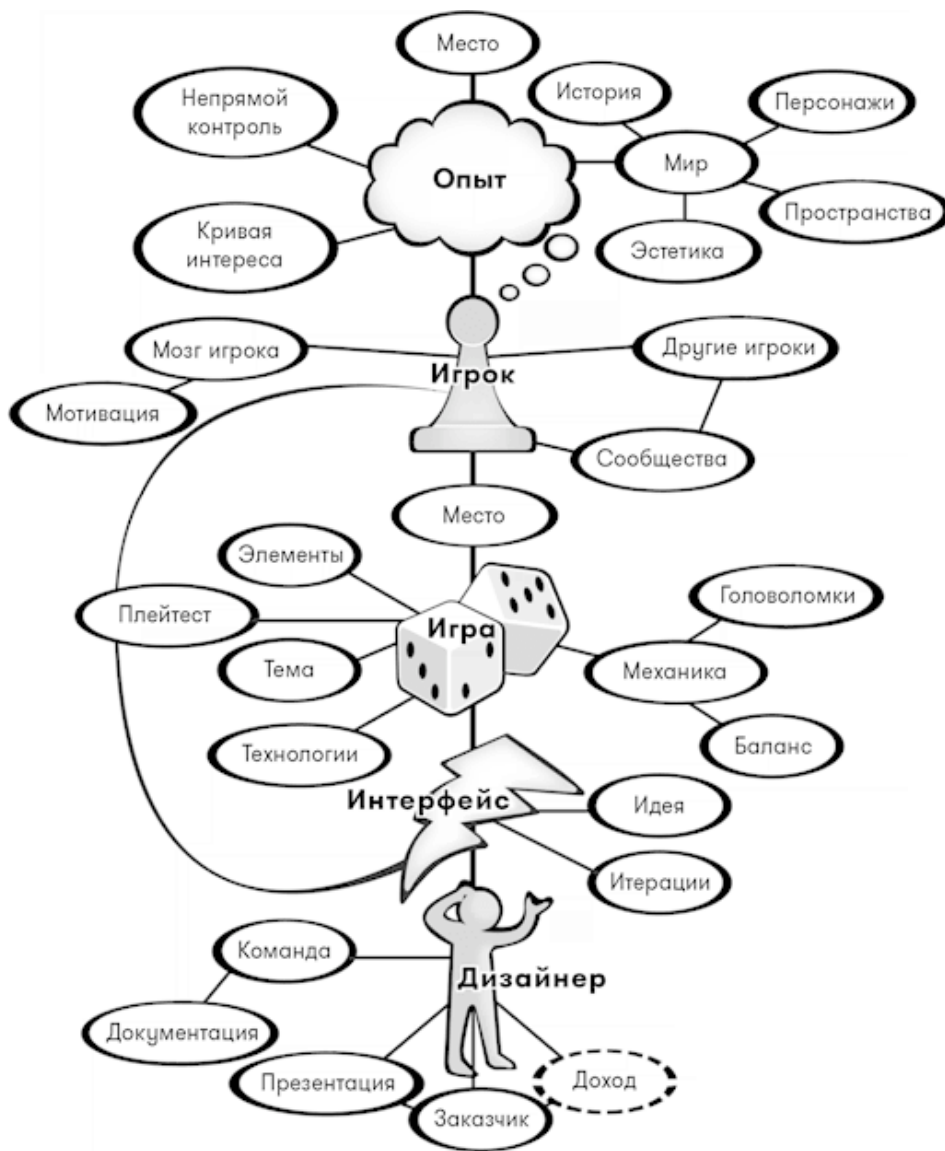 Место
История
Персонажи
Непрямой
контроль
Мир
Опыт
Пространства
Кривая
интереса
Эстетика
Мозг игрока
Другие игроки
Игрок
Мотивация
Сообщества
Место
Элементы
Головоломки
Плейтест
Игра
Тема
Механика
Технологии
Баланс
Интерфейс
Идея
Итерации
Команда
Дизайнер
Документация
Презентация
Доход
Заказчик